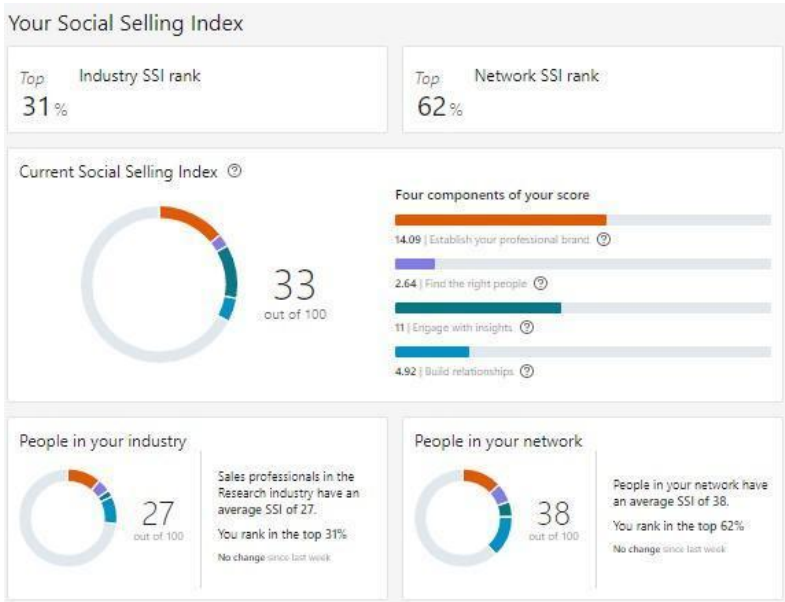 Your Social Selling Index
Top Industry SSI rank
31 %
Top Network SSI rank
62 %
Current Social Selling Index ?
33
out of 100
Four components of your score
14.09 | Establish your professional brand ?
2.64 | Find the right people ?
11 | Engage with insights ?
4.92 | Build relationships ?
People in your industry
27
out of 100
Sales professionals in the
Research industry have an
average SSI of 27.
You rank in the top 31%
No change since last week
People in your network
38
out of 100
People in your network have
an average SSI of 38.
You rank in the top 62%
No change since last week